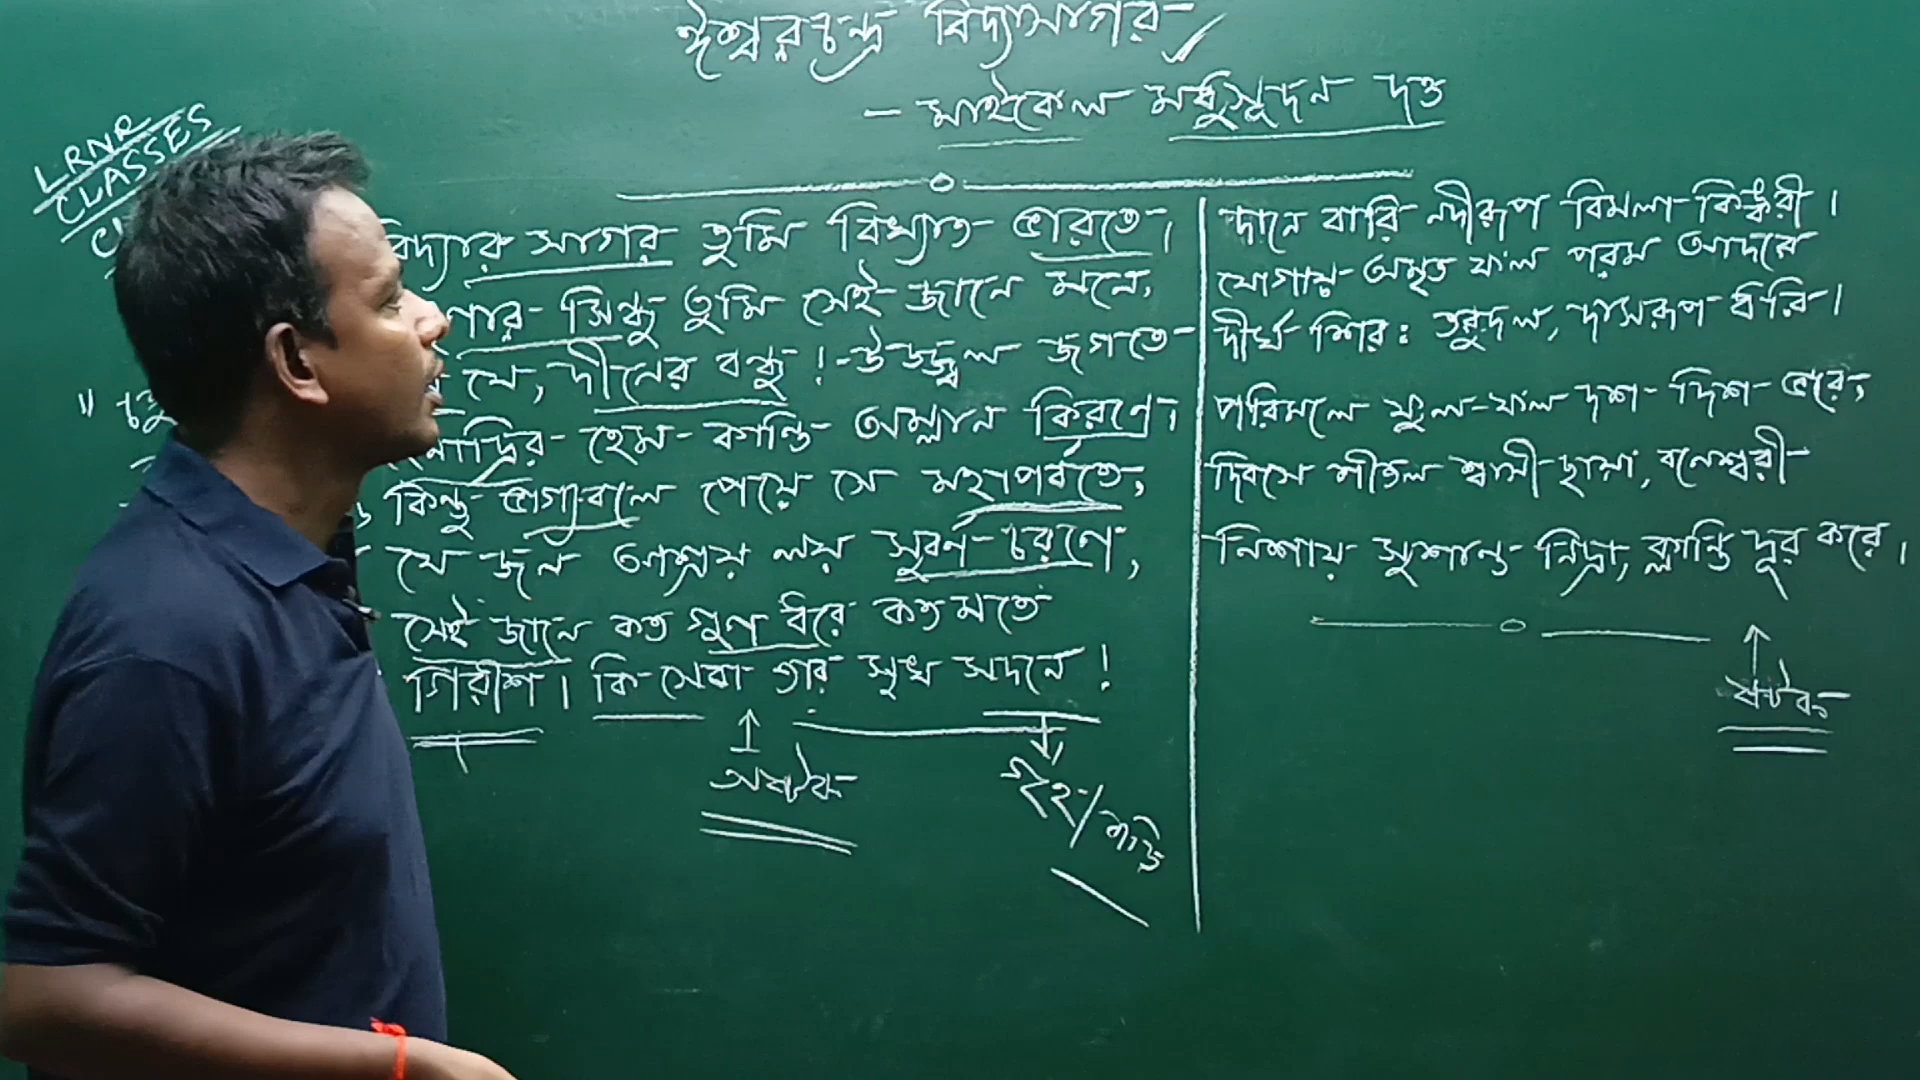 ঈশ্বরচন্দ্র বিদ্যাসাগর
- মাইকেল মধুসূদন দত্ত
LRNR
CLASSES
বিদ্যার সাগর তুমি বিখ্যাত ভারতে।
সিন্ধু তুমি সেই জানে মনে,
যে, দীনের বন্ধু !-উজ্জ্বল জগতে
হেম-কান্তি অম্লান কিরণে।
কিন্তু ভাগ্যবলে পেয়ে সে মহাপর্বতে,
যে জন আশ্রয় লয় সুবর্ণ-চরণে,
সেই জানে কত গুণ ধরে কত মতে
গিরীশ। কি সেবা তার সুখ সদনে !
অষ্টক
গৃহ/বাড়ি
দানে বারি নদীরূপ বিমলা কিঙ্করী।
যোগায় অমৃত ফল পরম আদরে
দীর্ঘ শিরঃ তরুদল, দাসরূপ ধরি।
পরিমলে ফুল-ফল দশ-দিশ ভরে,
দিবসে শীতল শ্বাসী ছায়া, বনেশ্বরী
নিশায় সুশান্ত নিদ্রা, ক্লান্তি দূর করে।
ষটক